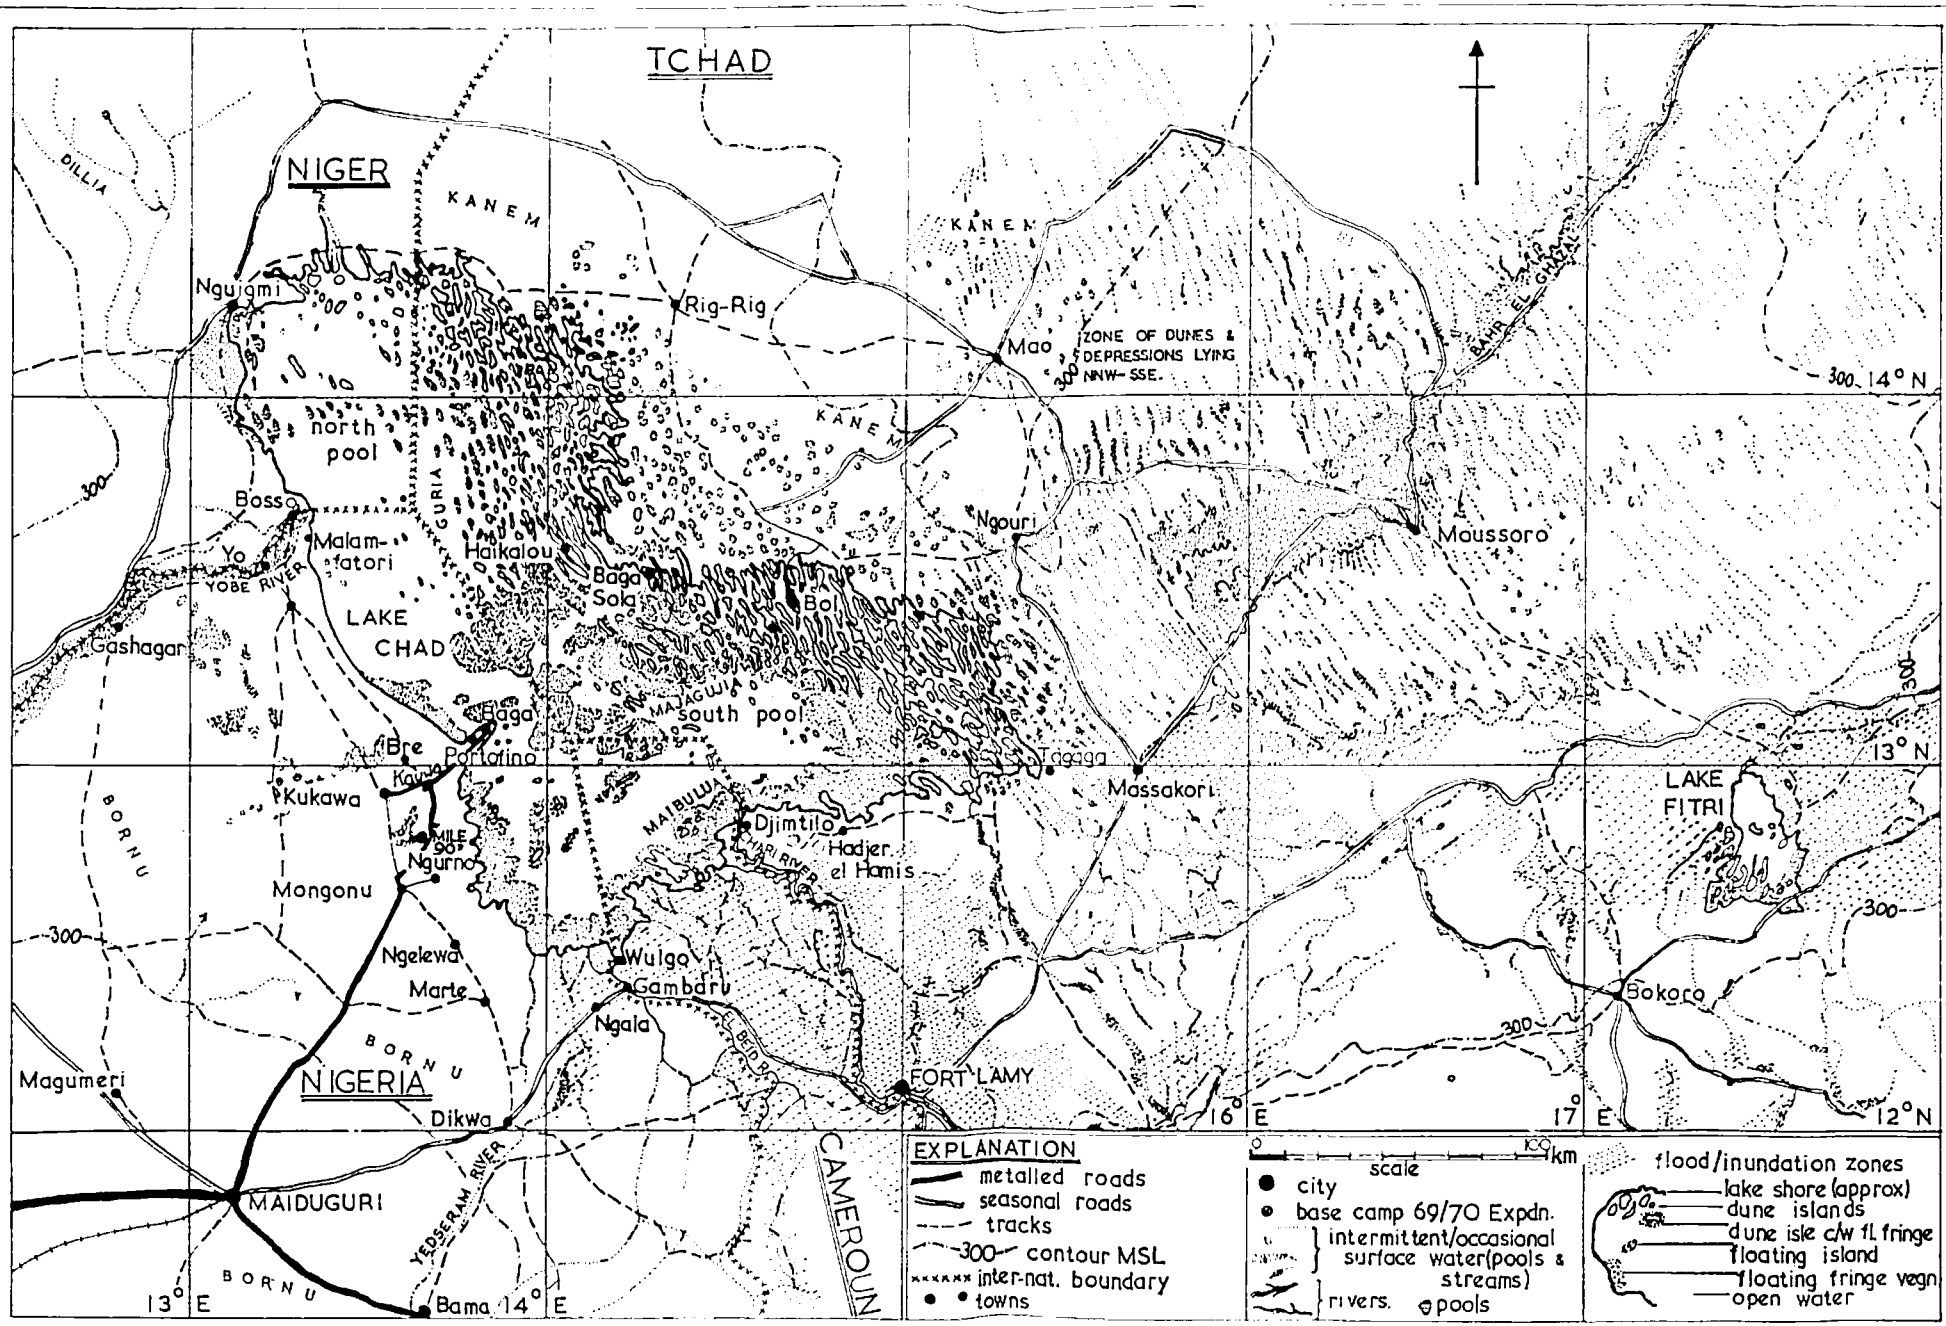 TCHAD
DILLIA
NIGER
KANEM
KANEM
BAHR EL GHAZAL
Nguigmi
Rig-Rig
Mao
300
ZONE OF DUNES &
DEPRESSIONS LYING
NNW-SSE.
300
14° N
north
pool
KANEM
300
GURIA
Bosso
Malam-
fatori
Yo
YOBE RIVER
Haikalou
Ngouri
Moussoro
Baga
Sola
Bol
LAKE
CHAD
Gashagar
300
MAJAGUJIA
south pool
Baga
Portofino
Bre
Kauwa
Kukawa
Tagaga
Massakori
13° N
LAKE
FITRI
BORNU
MAIBULUA
Djimtilo
CHARI RIVER
Hadjer
el Hamis
MILE
90
Ngurno
Mongonu
300
300
Ngelewa
Wulgo
Marte
Gambaru
Ngala
Bokoro
EL BEID R.
300
BORNU
NIGERIA
Magumeri
FORT LAMY
Dikwa
16° E
17° E
12° N
CAMEROUN
MAIDUGURI
YEDSERAM RIVER
BORNU
13° E
Bama
14° E
EXPLANATION
metalled roads
seasonal roads
tracks
300 contour MSL
inter-nat. boundary
towns
0 100 km
scale
city
base camp 69/70 Expdn.
intermittent/occasional
surface water (pools &
streams)
rivers. pools
flood/inundation zones
lake shore (approx)
dune islands
dune isle c/w fl. fringe
floating island
floating fringe vegn
open water